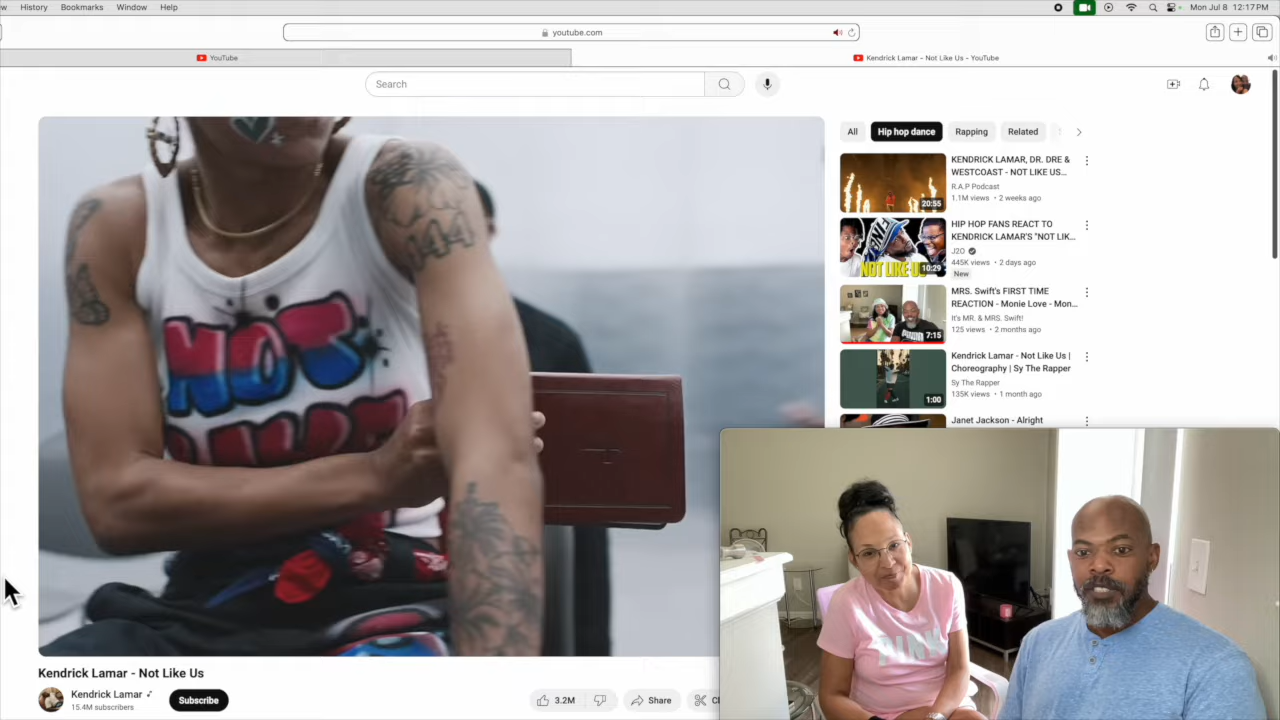 History Bookmarks Window Help
Mon Jul 8 12:17 PM
youtube.com
YouTube
Kendrick Lamar - Not Like Us - YouTube
Search
All Hip hop dance Rapping Related
KENDRICK LAMAR, DR. DRE &
WESTCOAST - NOT LIKE US...
R.A.P Podcast
1.1M views • 2 weeks ago
20:55
HIP HOP FANS REACT TO
KENDRICK LAMAR'S "NOT LIK...
J2O
445K views • 2 days ago
New
NOT LIKE US
10:29
MRS. Swift's FIRST TIME
REACTION - Monie Love - Mon...
It's MR. & MRS. Swift!
125 views • 2 months ago
7:15
Kendrick Lamar - Not Like Us |
Choreography | Sy The Rapper
Sy The Rapper
135K views • 1 month ago
1:00
Janet Jackson - Alright
PINK
Kendrick Lamar - Not Like Us
Kendrick Lamar
15.4M subscribers
Subscribe
3.2M
Share